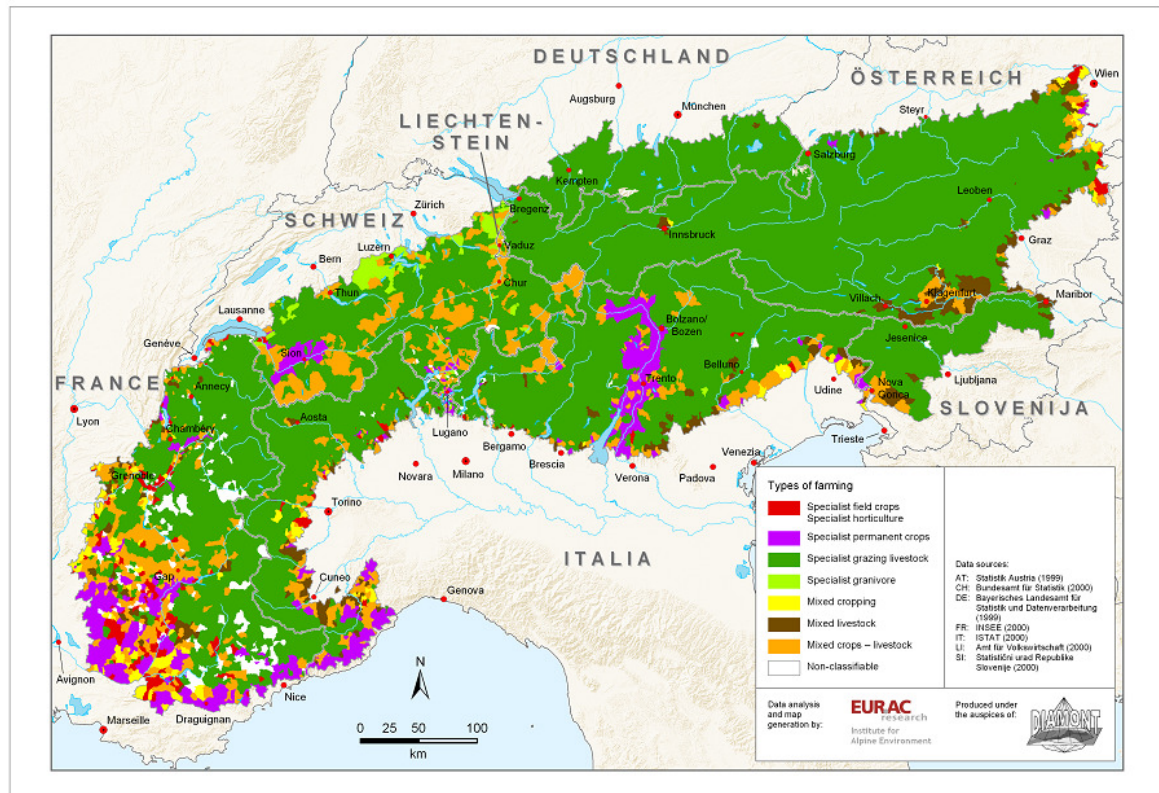 DEUTSCHLAND
ÖSTERREICH
Wien
Augsburg
München
Steyr
LIECHTEN-
STEIN
Salzburg
Kempten
Leoben
Zürich
Bregenz
SCHWEIZ
Innsbruck
Graz
Luzern
Vaduz
Bern
Chur
Thun
Klagenfurt
Villach
Maribor
Lausanne
Bolzano/
Bozen
Jesenice
Genève
Sion
Belluno
Trento
Ljubljana
FRANCE
Annecy
Udine
Nova
Gorica
SLOVENIJA
Lyon
Aosta
Chambéry
Lugano
Trieste
Bergamo
Brescia
Venezia
Novara
Milano
Verona
Padova
Grenoble
Torino
ITALIA
Gap
Cuneo
Genova
Avignon
Nice
Marseille
Draguignan
N
0 25 50 100
km
Types of farming
Specialist field crops
Specialist horticulture
Specialist permanent crops
Specialist grazing livestock
Specialist granivore
Mixed cropping
Mixed livestock
Mixed crops – livestock
Non-classifiable
Data sources:
AT: Statistik Austria (1999)
CH: Bundesamt für Statistik (2000)
DE: Bayerisches Landesamt für
Statistik und Datenverarbeitung
(1999)
FR: INSEE (2000)
IT: ISTAT (2000)
LI: Amt für Volkswirtschaft (2000)
SI: Statistični urad Republike
Slovenije (2000)
Data analysis
and map
generation by:
EURAC
research
Institute for
Alpine Environment
Produced under
the auspices of:
DIAMONT